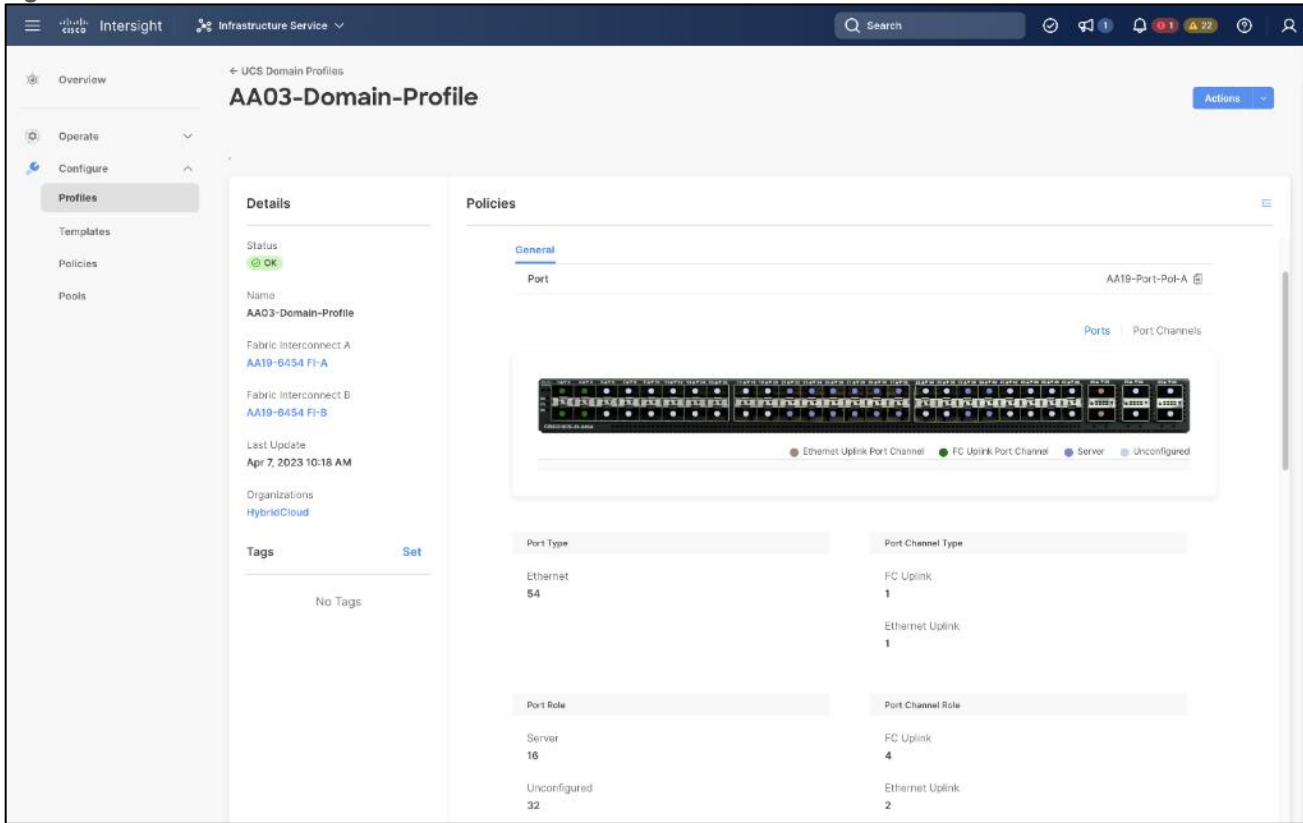 cisco Intersight
Infrastructure Service
Search
1
1
22
Overview
Operate
Configure
Profiles
Templates
Policies
Pools
← UCS Domain Profiles
AA03-Domain-Profile
Actions
Details
Status
OK
Name
AA03-Domain-Profile
Fabric Interconnect A
AA19-6454 FI-A
Fabric Interconnect B
AA19-6454 FI-B
Last Update
Apr 7, 2023 10:18 AM
Organizations
HybridCloud
Tags Set
No Tags
Policies
General
Port AA19-Port-Pol-A
Ports Port Channels
Ethernet Uplink Port Channel FC Uplink Port Channel Server Unconfigured
Port Type
Ethernet
54
Port Channel Type
FC Uplink
1
Ethernet Uplink
1
Port Role
Server
16
Unconfigured
32
Port Channel Role
FC Uplink
4
Ethernet Uplink
2